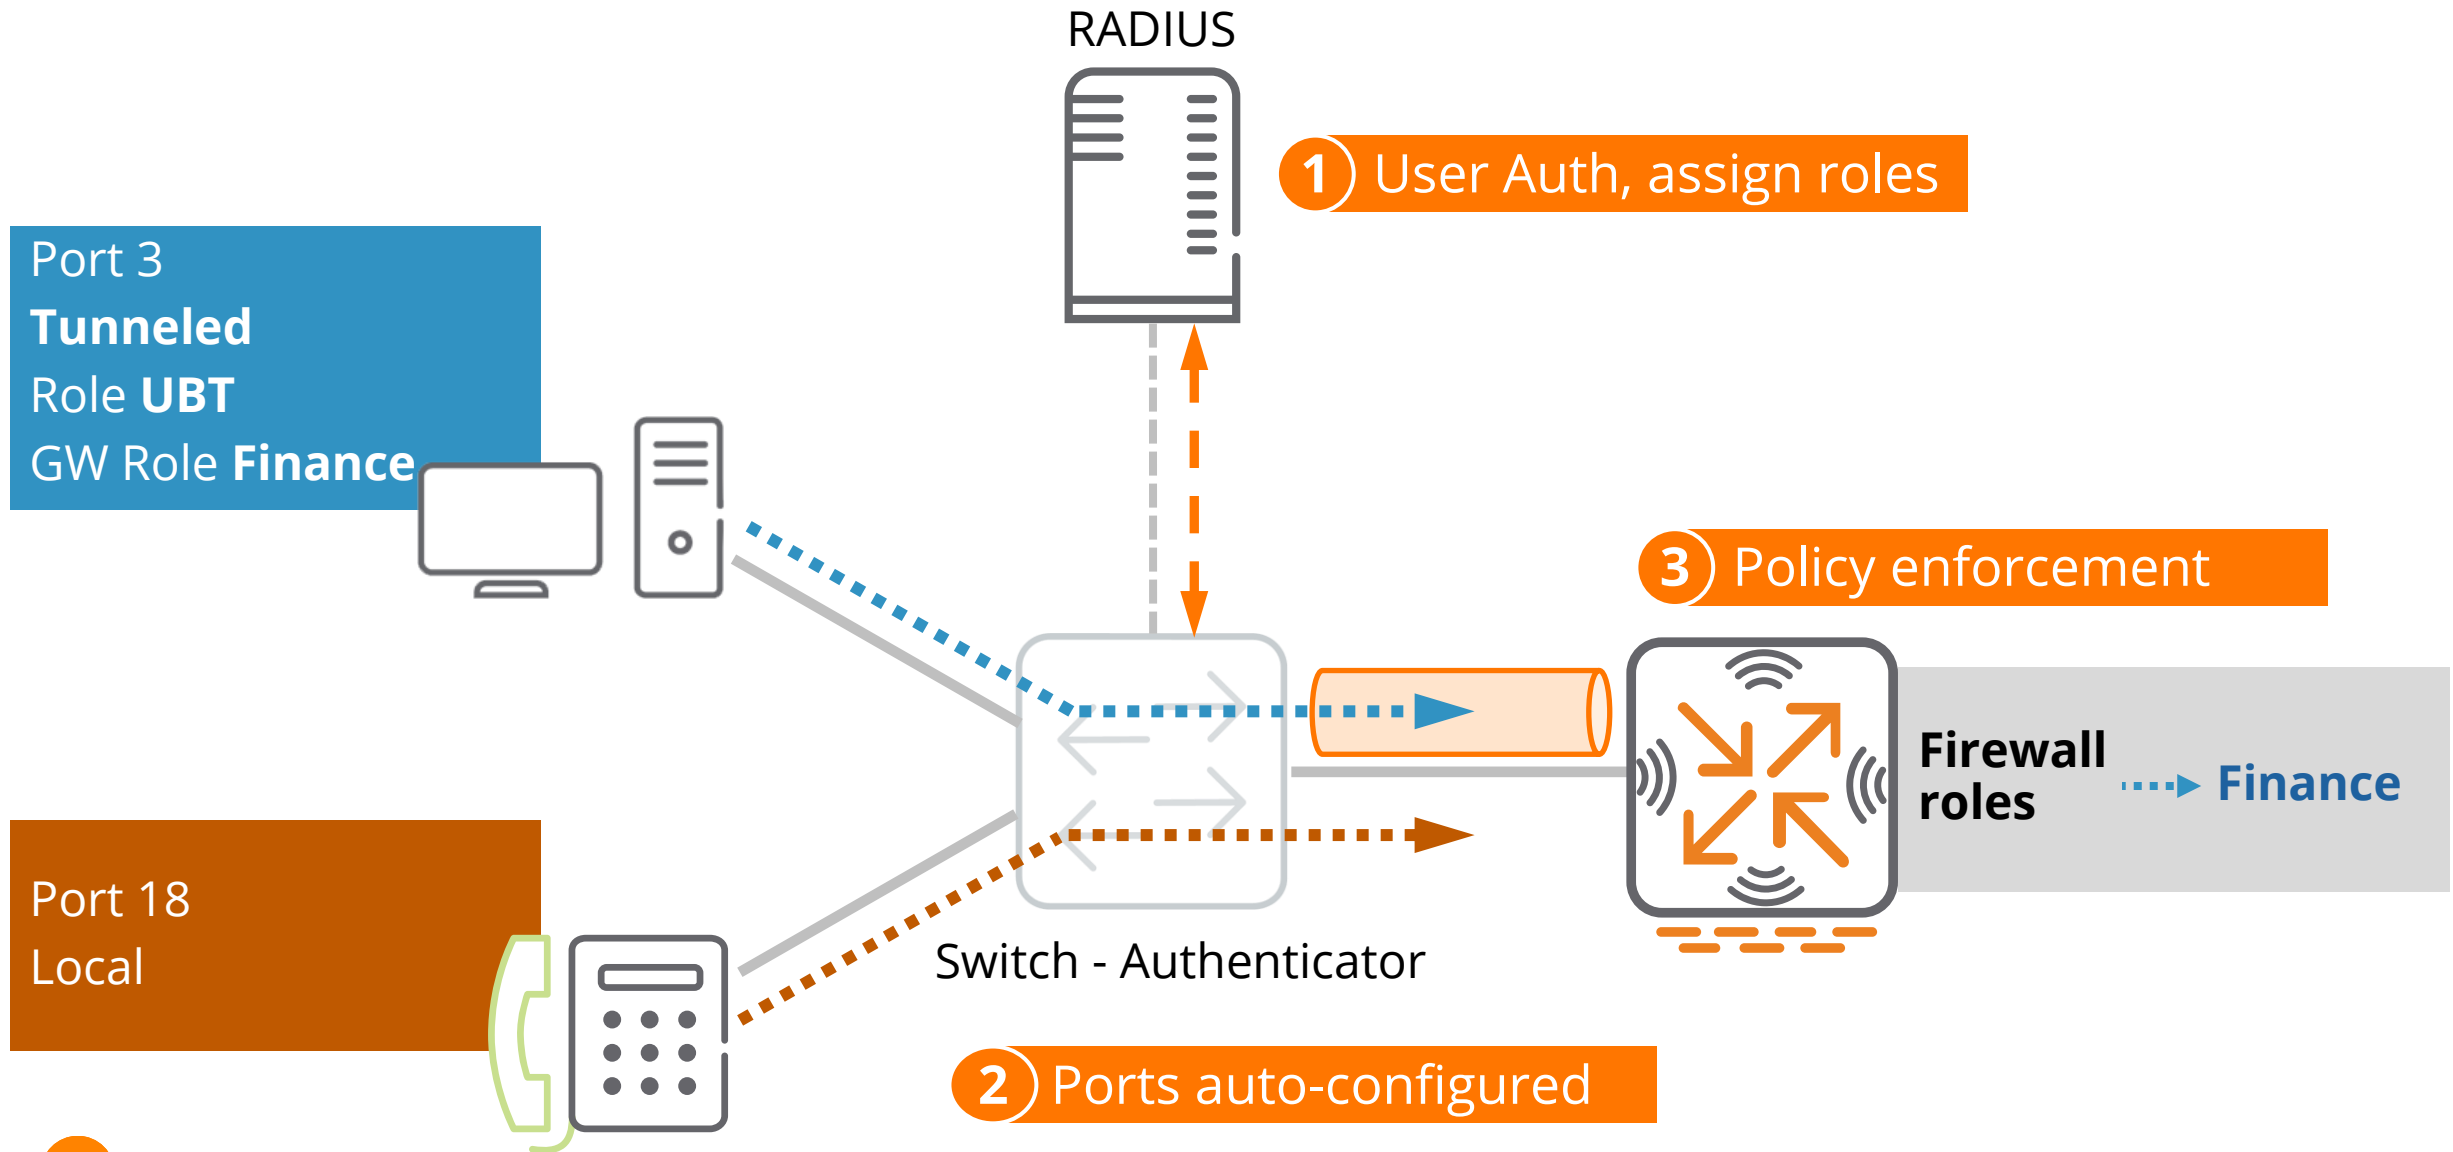 RADIUS
1 User Auth, assign roles
Port 3
Tunneled
Role UBT
GW Role Finance
3 Policy enforcement
Firewall
roles
Finance
Port 18
Local
Switch - Authenticator
2 Ports auto-configured